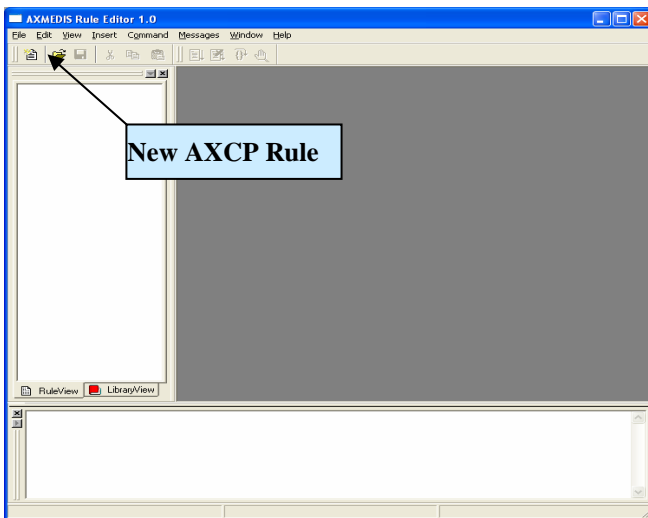 AXMEDIS Rule Editor 1.0
File Edit View Insert Command Messages Window Help
New AXCP Rule
RuleView LibraryView